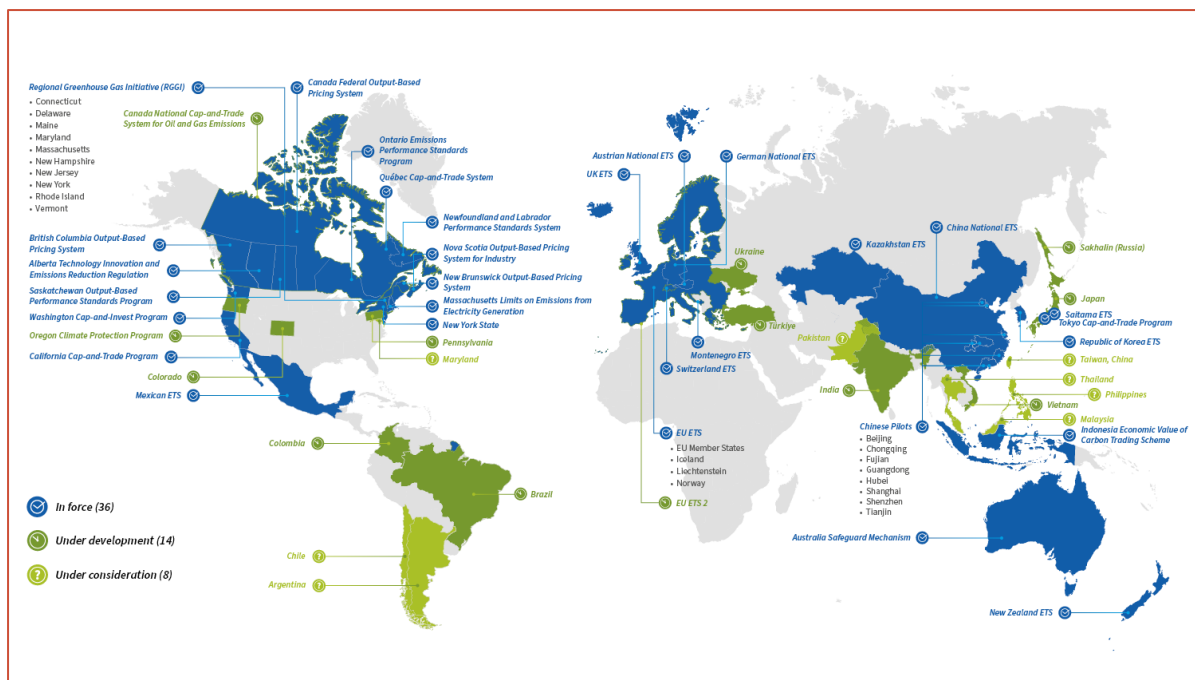 Regional Greenhouse Gas Initiative (RGGI)
• Connecticut
• Delaware
• Maine
• Maryland
• Massachusetts
• New Hampshire
• New Jersey
• New York
• Rhode Island
• Vermont
Canada National Cap-and-Trade
System for Oil and Gas Emissions
Canada Federal Output-Based
Pricing System
Ontario Emissions
Performance Standards
Program
Québec Cap-and-Trade System
Newfoundland and Labrador
Performance Standards System
Nova Scotia Output-Based Pricing
System for Industry
New Brunswick Output-Based Pricing
System
Massachusetts Limits on Emissions from
Electricity Generation
New York State
Pennsylvania
Maryland
British Columbia Output-Based
Pricing System
Alberta Technology Innovation and
Emissions Reduction Regulation
Saskatchewan Output-Based
Performance Standards Program
Washington Cap-and-Invest Program
Oregon Climate Protection Program
California Cap-and-Trade Program
Colorado
Mexican ETS
Colombia
Brazil
Chile
Argentina
In force (36)
Under development (14)
Under consideration (8)
Austrian National ETS
German National ETS
UK ETS
Ukraine
Türkiye
Montenegro ETS
Switzerland ETS
EU ETS
• EU Member States
• Iceland
• Liechtenstein
• Norway
EU ETS 2
Kazakhstan ETS
China National ETS
Sakhalin (Russia)
Japan
Saitama ETS
Tokyo Cap-and-Trade Program
Republic of Korea ETS
Pakistan
Taiwan, China
Thailand
Philippines
India
Vietnam
Malaysia
Chinese Pilots
• Beijing
• Chongqing
• Fujian
• Guangdong
• Hubei
• Shanghai
• Shenzhen
• Tianjin
Indonesia Economic Value of
Carbon Trading Scheme
Australia Safeguard Mechanism
New Zealand ETS